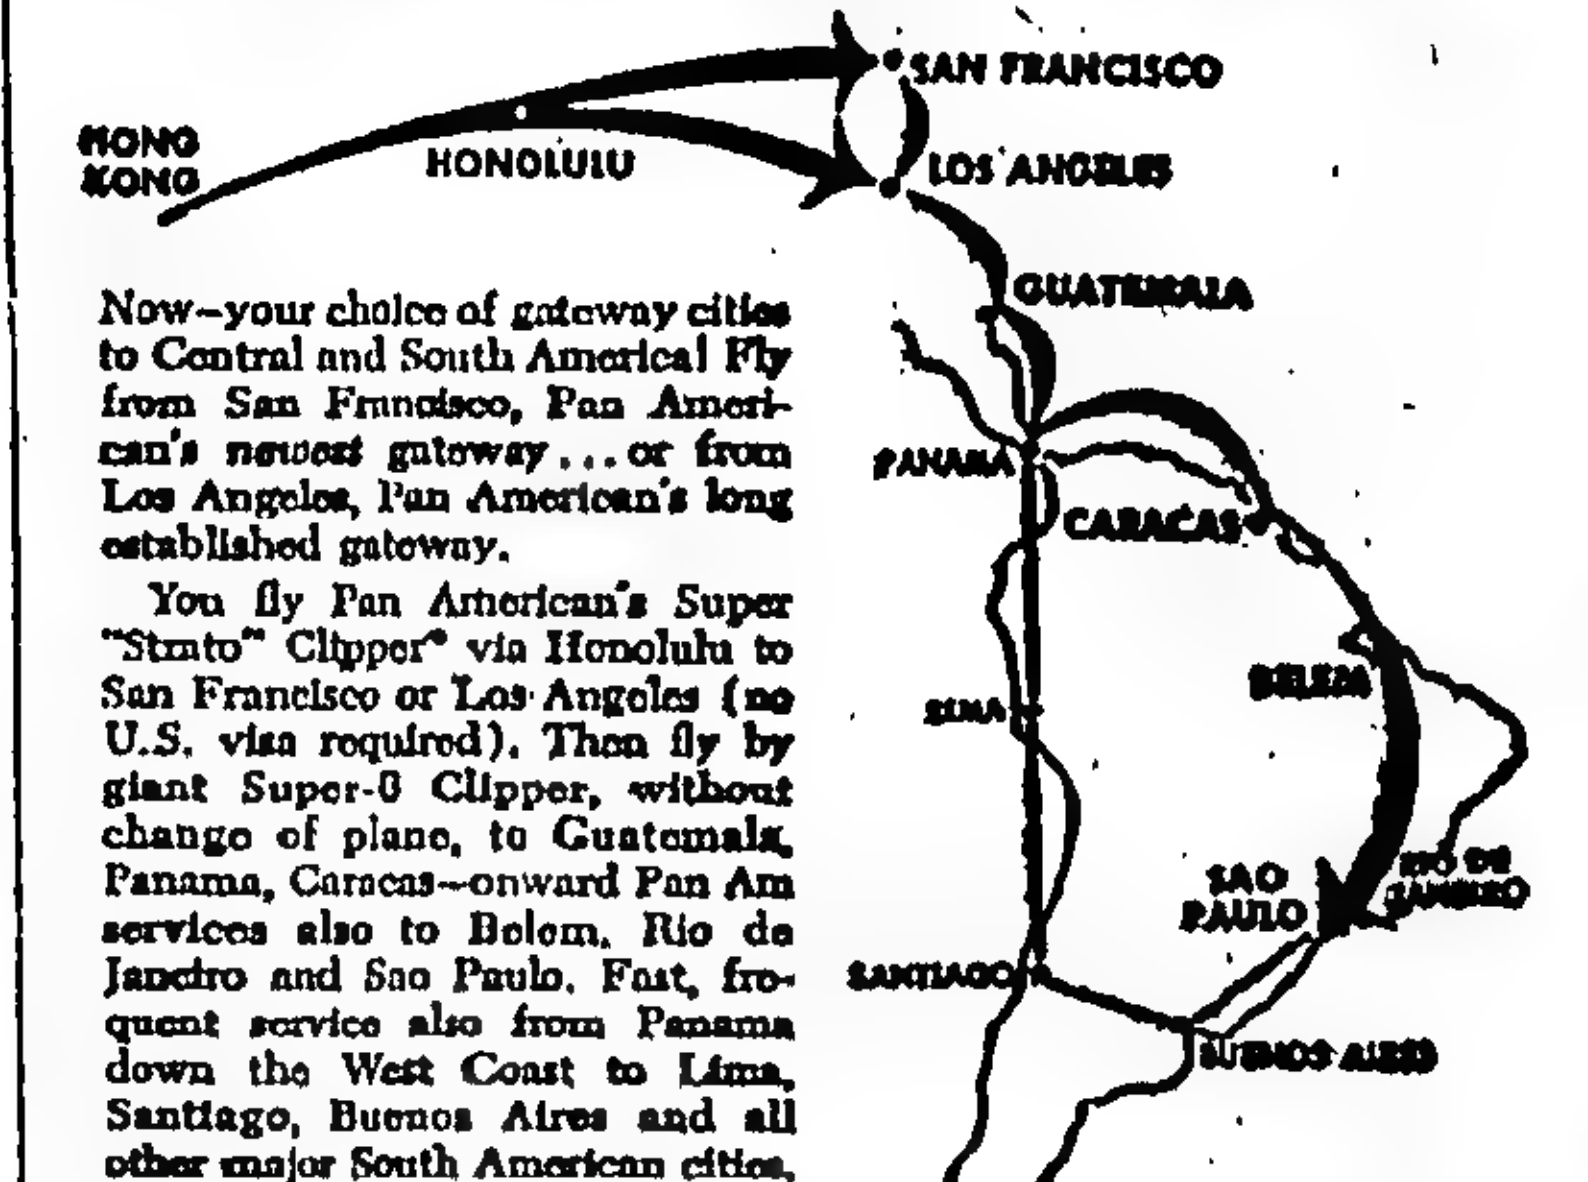 SAN FRANCISCO
HONG
KONG
HONOLULU
LOS ANGELES
GUATEMALA
PANAMA
CARACAS
BELEM
LIMA
SAO
PAULO
RIO DE
JANEIRO
SANTIAGO
BUENOS AIRES
Now—your choice of gateway cities
to Central and South America! Fly
from San Francisco, Pan Ameri-
can's newest gateway...or from
Los Angeles, Pan American's long
established gateway.
You fly Pan American's Super
"Strato" Clipper* via Honolulu to
San Francisco or Los Angeles (no
U.S. visa required). Then fly by
giant Super-6 Clipper, without
change of plane, to Guatemala,
Panama, Caracas—onward Pan Am
services also to Belem, Rio de
Janeiro and Sao Paulo. Fast, fre-
quent service also from Panama
down the West Coast to Lima,
Santiago, Buenos Aires and all
other major South American cities.